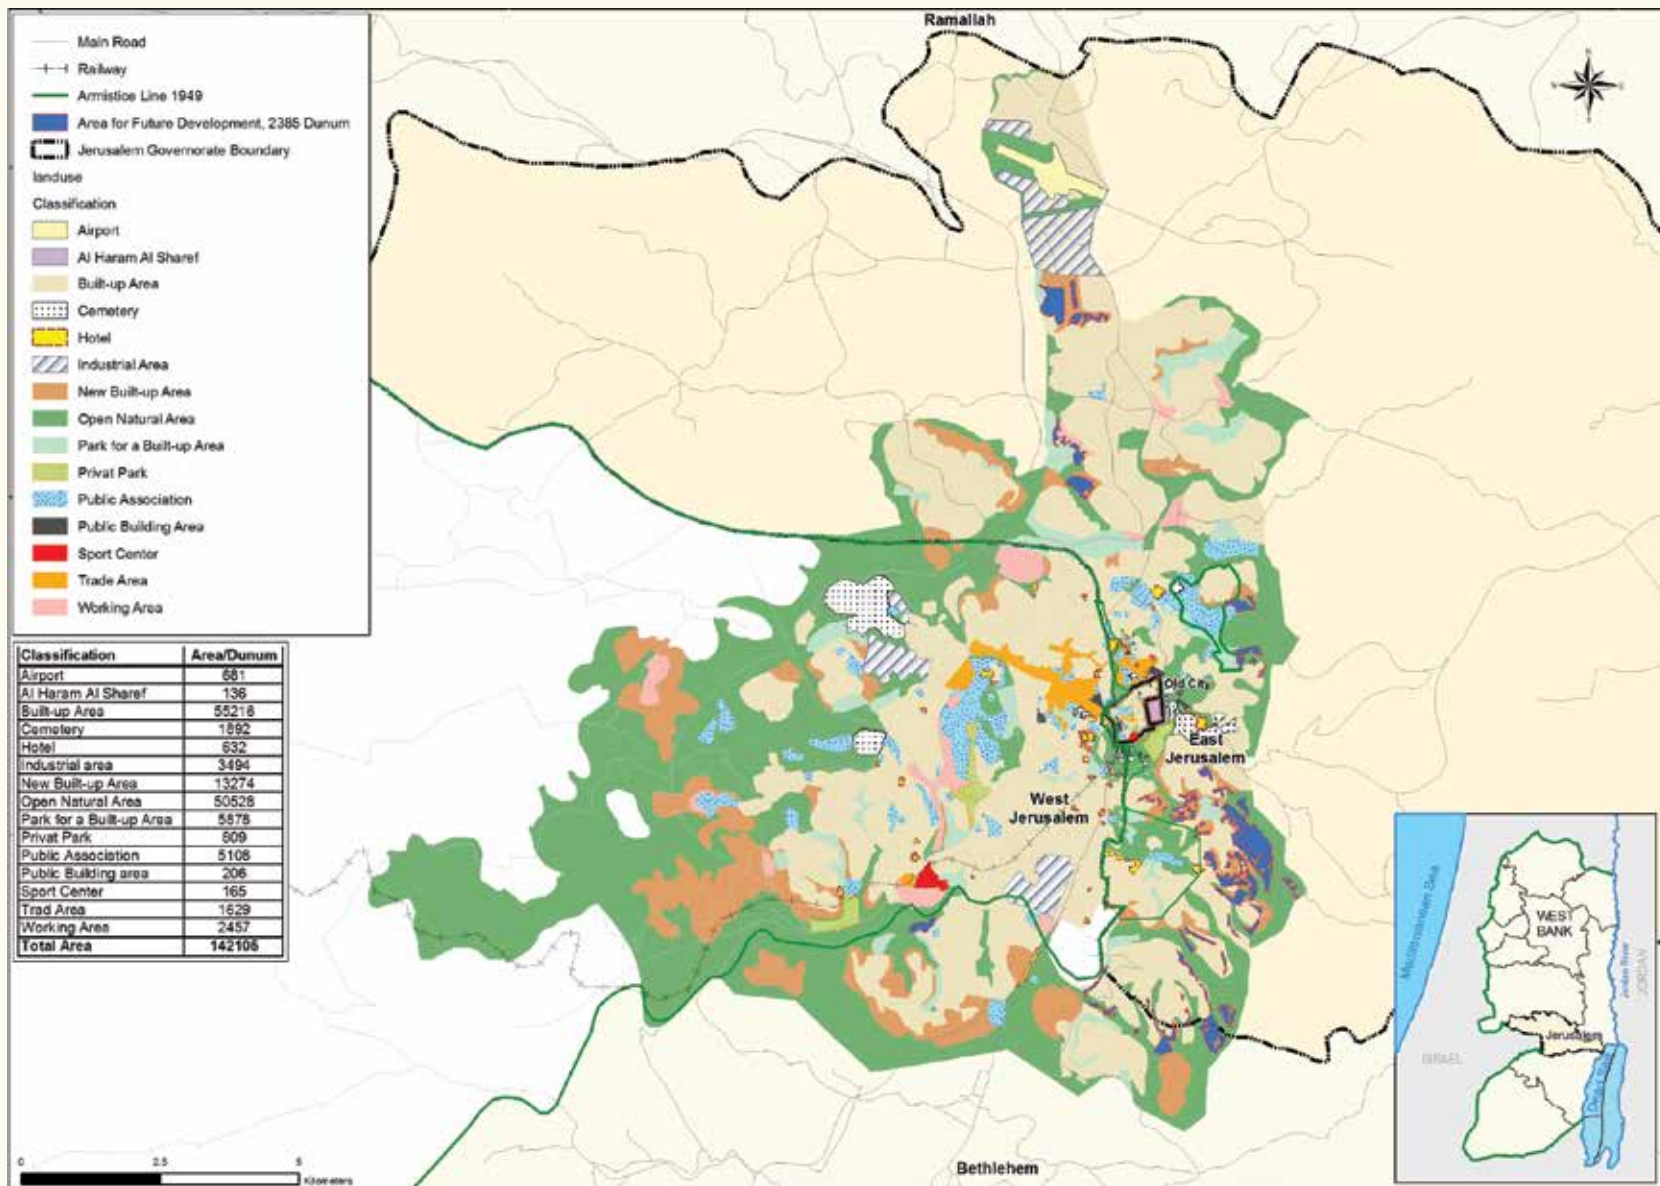 Main Road
Railway
Armistice Line 1949
Area for Future Development, 2385 Dunum
Jerusalem Governorate Boundary
landuse
Classification
Airport
Al Haram Al Sharef
Built-up Area
Cemetery
Hotel
Industrial Area
New Built-up Area
Open Natural Area
Park for a Built-up Area
Privat Park
Public Association
Public Building Area
Sport Center
Trade Area
Working Area
Classification Area/Dunum
Airport 681
Al Haram Al Sharef 136
Built-up Area 55216
Cemetery 1892
Hotel 632
Industrial area 3494
New Built-up Area 13274
Open Natural Area 50528
Park for a Built-up Area 5878
Privat Park 809
Public Association 5108
Public Building area 206
Sport Center 165
Trad Area 1629
Working Area 2457
Total Area 142106
0 2.5 5
Kilometers
Ramallah
Old City
East
Jerusalem
West
Jerusalem
Bethlehem
Mediterranean Sea
WEST
BANK
Jordan River
JORDAN
Jerusalem
ISRAEL
Dead Sea